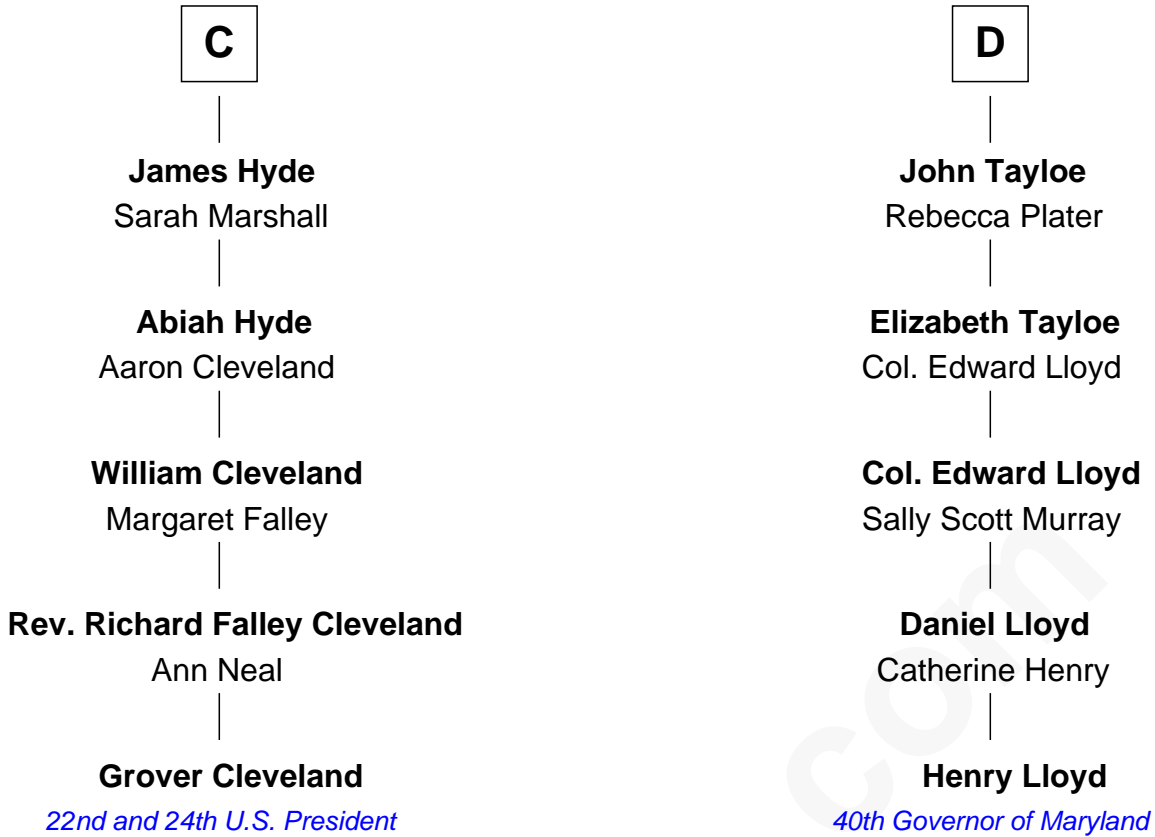 C
James Hyde
Sarah Marshall
Abiah Hyde
Aaron Cleveland
William Cleveland
Margaret Falley
Rev. Richard Falley Cleveland
Ann Neal
Grover Cleveland
22nd and 24th U.S. President
D
John Tayloe
Rebecca Plater
Elizabeth Tayloe
Col. Edward Lloyd
Col. Edward Lloyd
Sally Scott Murray
Daniel Lloyd
Catherine Henry
Henry Lloyd
40th Governor of Maryland
com